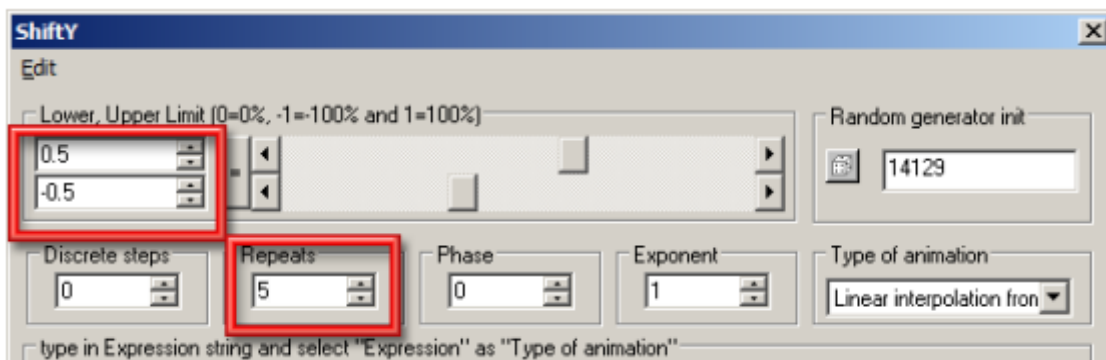 ShiftY
Edit
Lower, Upper Limit (0=0%, -1=-100% and 1=100%)
Random generator init
0.5
-0.5
=
14129
Discrete steps
Repeats
Phase
Exponent
Type of animation
0
5
0
1
Linear interpolation fron
type in Expression string and select "Expression" as "Type of animation"